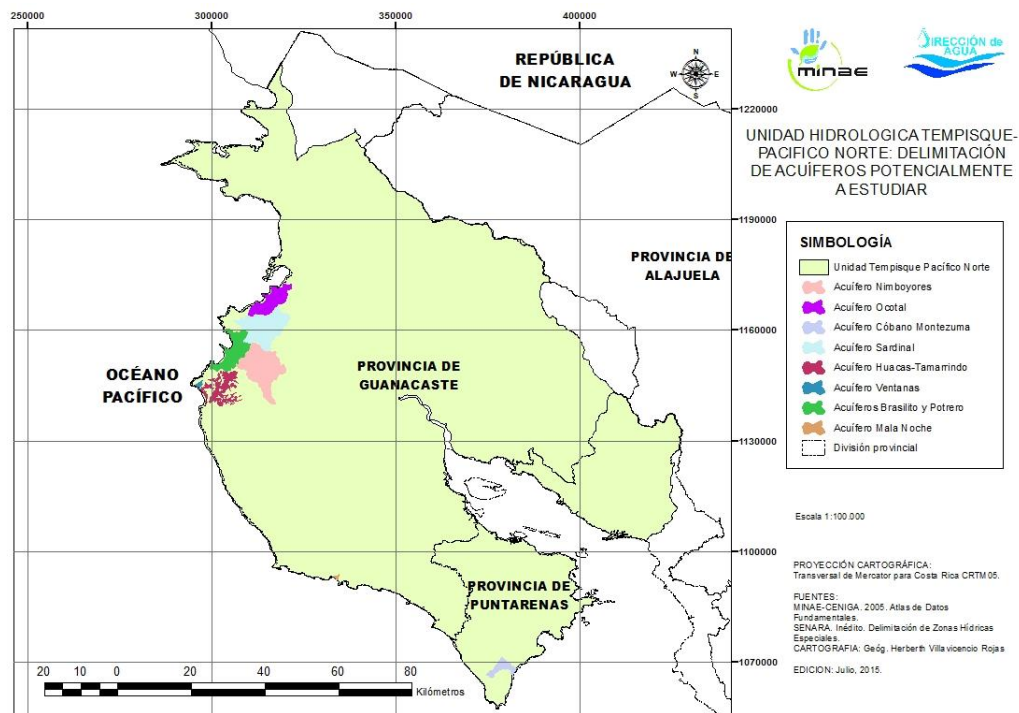 250000
300000
350000
400000
REPÚBLICA
DE NICARAGUA
N
W
E
S
minae
DIRECCIÓN de
AGUA
1220000
UNIDAD HIDROLOGICA TEMPISQUE-
PACIFICO NORTE: DELIMITACIÓN
DE ACUÍFEROS POTENCIALMENTE
A ESTUDIAR
1190000
PROVINCIA DE
ALAJUELA
SIMBOLOGÍA
Unidad Tempisque Pacífico Norte
Acuífero Nimboyores
Acuífero Ocotal
Acuífero Cóbano Montezuma
Acuífero Sardinal
Acuífero Huacas-Tamarrindo
Acuífero Ventanas
Acuíferos Brasilito y Potrero
Acuífero Mala Noche
División provincial
1160000
OCÉANO
PACÍFICO
PROVINCIA DE
GUANACASTE
1130000
Escala 1:100.000
1100000
PROVINCIA DE
PUNTARENAS
PROYECCIÓN CARTOGRÁFICA:
Transversal de Mercator para Costa Rica CRTM05.
FUENTES:
MINAE-CENIGA, 2005. Atlas de Datos
Fundamentales.
SENARA. Inédito. Delimitación de Zonas Hídricas
Especiales.
CARTOGRAFIA: Geóg. Herberth Villavicencio Rojas
EDICION: Julio, 2015.
1070000
20 10 0 20 40 60 80
Kilómetros